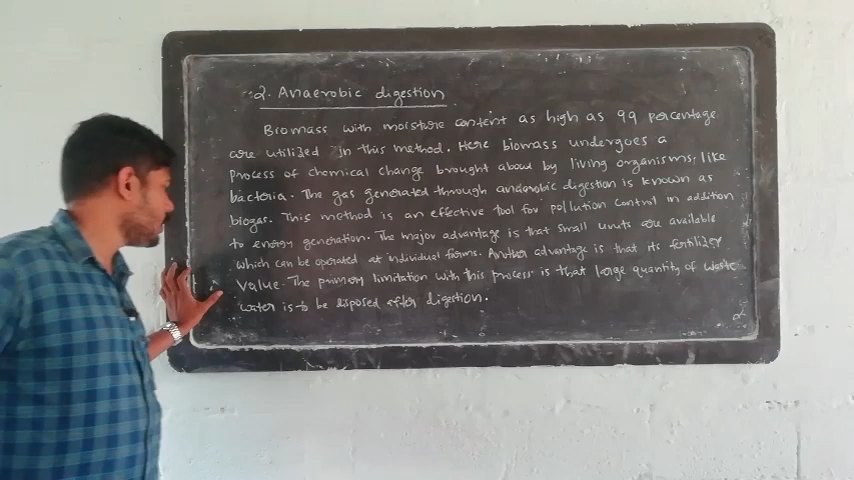 2. Anaerobic digestion
Biomass with moisture content as high as 99 percentage
are utilized in this method. Here biomass undergoes a
process of chemical change brought about by living organisms, like
bacteria. The gas generated through anaerobic digestion is known as
biogas. This method is an effective tool for pollution control in addition
to energy generation. The major advantage is that small units are available
which can be operated at individual farms. Another advantage is that its fertilizer
value. The primary limitation with this process is that large quantity of waste
water is to be disposed after digestion.